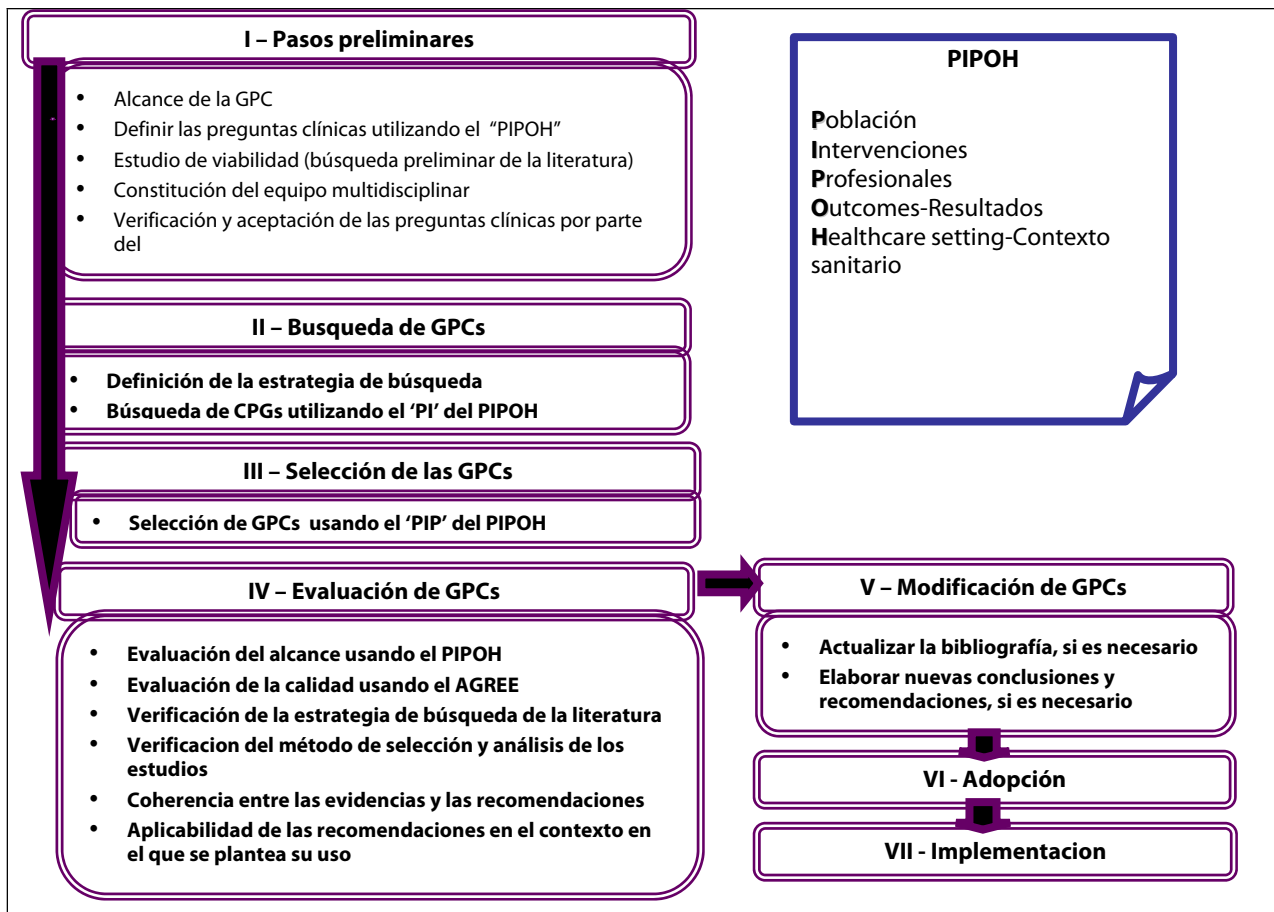 I – Pasos preliminares
• Alcance de la GPC
• Definir las preguntas clínicas utilizando el “PIPOH”
• Estudio de viabilidad (búsqueda preliminar de la literatura)
• Constitución del equipo multidisciplinar
• Verificación y aceptación de las preguntas clínicas por parte
del
II – Busqueda de GPCs
• Definición de la estrategia de búsqueda
• Búsqueda de CPGs utilizando el ‘PI’ del PIPOH
III – Selección de las GPCs
• Selección de GPCs usando el ‘PIP’ del PIPOH
IV – Evaluación de GPCs
• Evaluación del alcance usando el PIPOH
• Evaluación de la calidad usando el AGREE
• Verificación de la estrategia de búsqueda de la literatura
• Verificacion del método de selección y análisis de los
estudios
• Coherencia entre las evidencias y las recomendaciones
• Aplicabilidad de las recomendaciones en el contexto en
el que se plantea su uso
PIPOH
Población
Intervenciones
Profesionales
Outcomes-Resultados
Healthcare setting-Contexto
sanitario
V – Modificación de GPCs
• Actualizar la bibliografía, si es necesario
• Elaborar nuevas conclusiones y
recomendaciones, si es necesario
VI - Adopción
VII - Implementacion